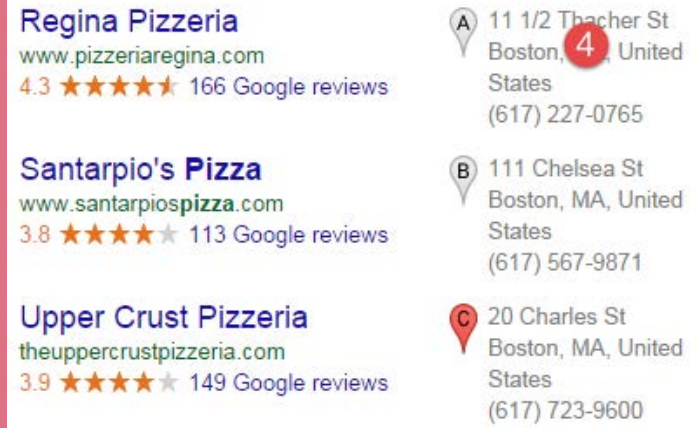 Regina Pizzeria
www.pizzeriaregina.com
4.3 166 Google reviews
A 11 1/2 Thacher St
Boston, 4, United
States
(617) 227-0765
Santarpio's Pizza
www.santarpiospizza.com
3.8 113 Google reviews
B 111 Chelsea St
Boston, MA, United
States
(617) 567-9871
Upper Crust Pizzeria
theuppercrustpizzeria.com
3.9 149 Google reviews
C 20 Charles St
Boston, MA, United
States
(617) 723-9600